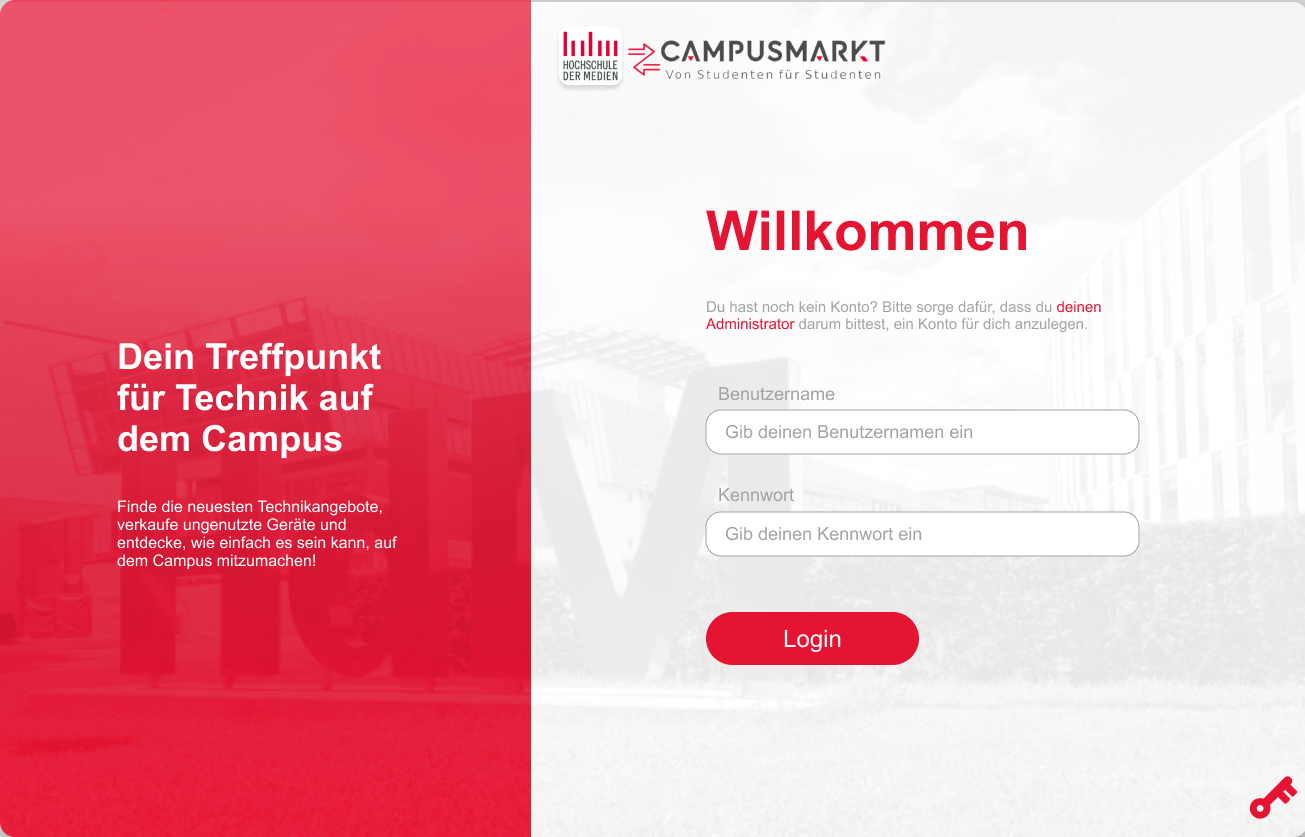 HOCHSCHULE
DER MEDIEN
CAMPUSMARKT
Von Studenten für Studenten
Dein Treffpunkt
für Technik auf
dem Campus
Finde die neuesten Technikangebote,
verkaufe ungenutzte Geräte und
entdecke, wie einfach es sein kann, auf
dem Campus mitzumachen!
Willkommen
Du hast noch kein Konto? Bitte sorge dafür, dass du deinen
Administrator darum bittest, ein Konto für dich anzulegen.
Benutzername
Gib deinen Benutzernamen ein
Kennwort
Gib deinen Kennwort ein
Login
HdM